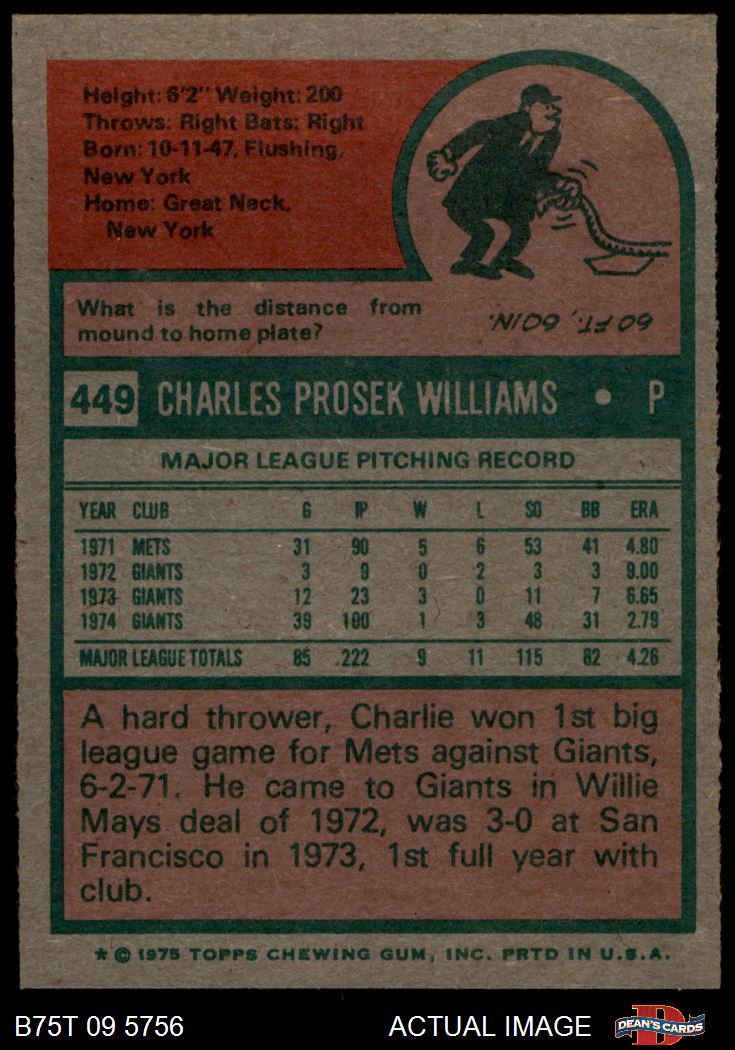 Height: 6'2" Weight: 200
Throws: Right Bats: Right
Born: 10-11-47, Flushing,
New York
Home: Great Neck,
New York
What is the distance from
mound to home plate?
60 FT., 60 IN.
449 CHARLES PROSEK WILLIAMS • P
MAJOR LEAGUE PITCHING RECORD
YEAR CLUB G IP W L SO BB ERA
1971 METS 31 90 5 6 53 41 4.80
1972 GIANTS 3 9 0 2 3 3 9.00
1973 GIANTS 12 23 3 0 11 7 6.65
1974 GIANTS 39 100 1 3 48 31 2.79
MAJOR LEAGUE TOTALS 85 222 9 11 115 82 4.26
A hard thrower, Charlie won 1st big
league game for Mets against Giants,
6-2-71. He came to Giants in Willie
Mays deal of 1972, was 3-0 at San
Francisco in 1973, 1st full year with
club.
* © 1975 TOPPS CHEWING GUM, INC. PRTD IN U.S.A.
B75T 09 5756 ACTUAL IMAGE DEAN'S CARDS